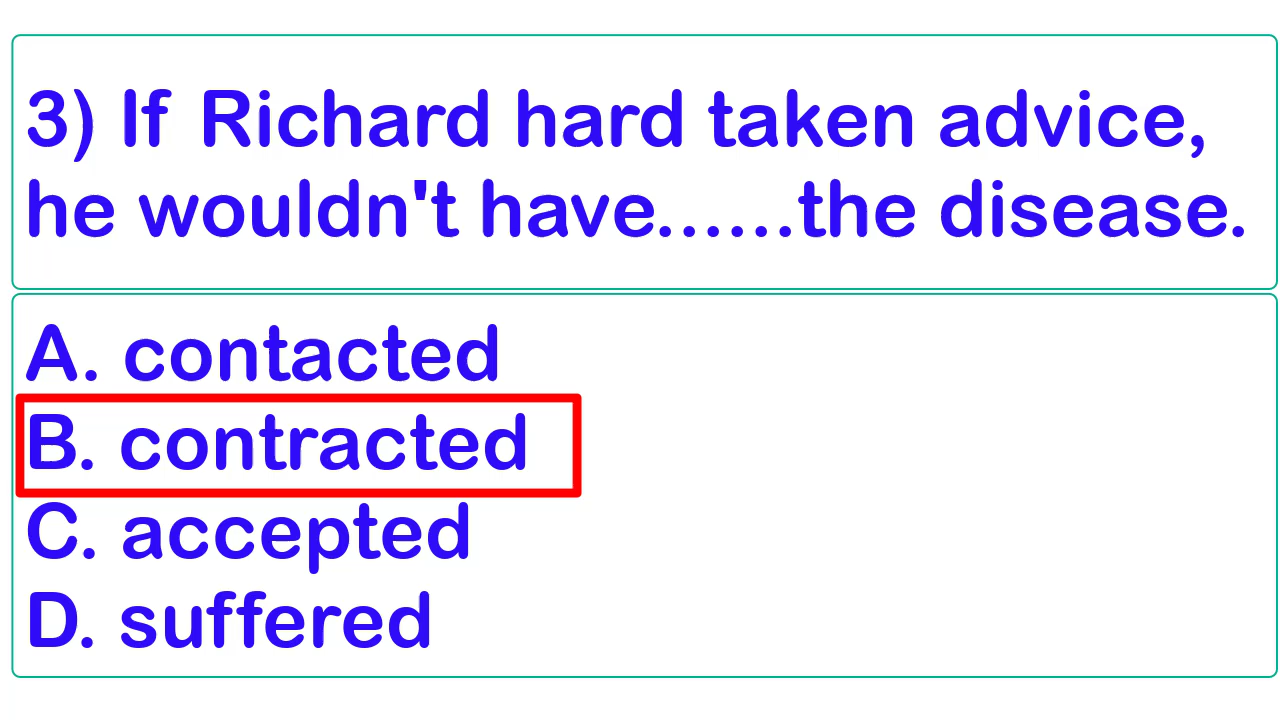 3) If Richard hard taken advice,
he wouldn't have......the disease.
A. contacted
B. contracted
C. accepted
D. suffered